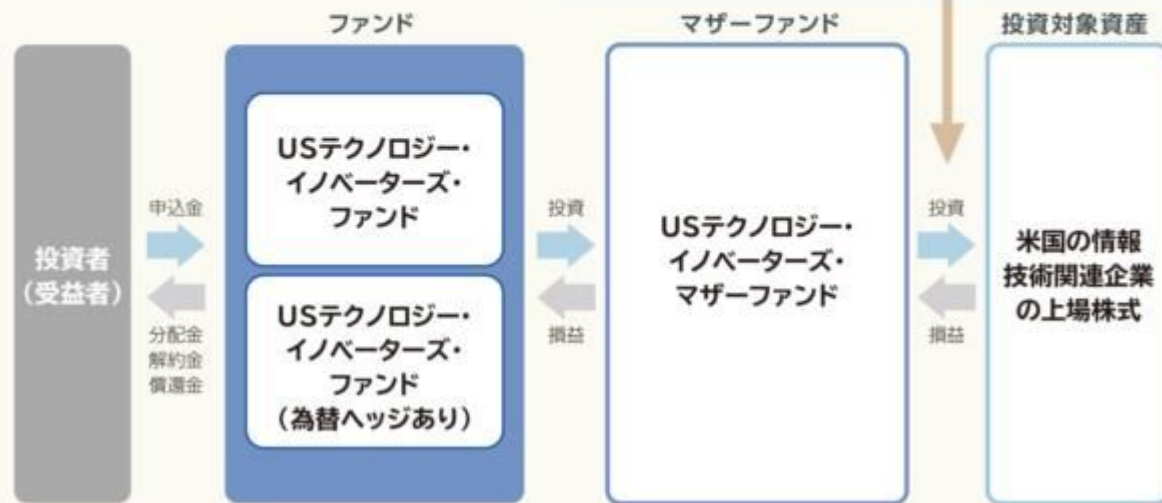 ファンド
マザーファンド
投資対象資産
投資者
(受益者)
申込金
分配金
解約金
償還金
USテクノロジー・
イノベーターズ・
ファンド
USテクノロジー・
イノベーターズ・
ファンド
(為替ヘッジあり)
投資
損益
USテクノロジー・
イノベーターズ・
マザーファンド
投資
損益
米国の情報
技術関連企業
の上場株式